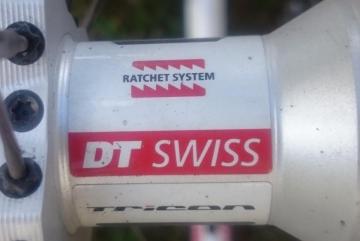 RATCHET SYSTEM
DT SWISS
TRICON